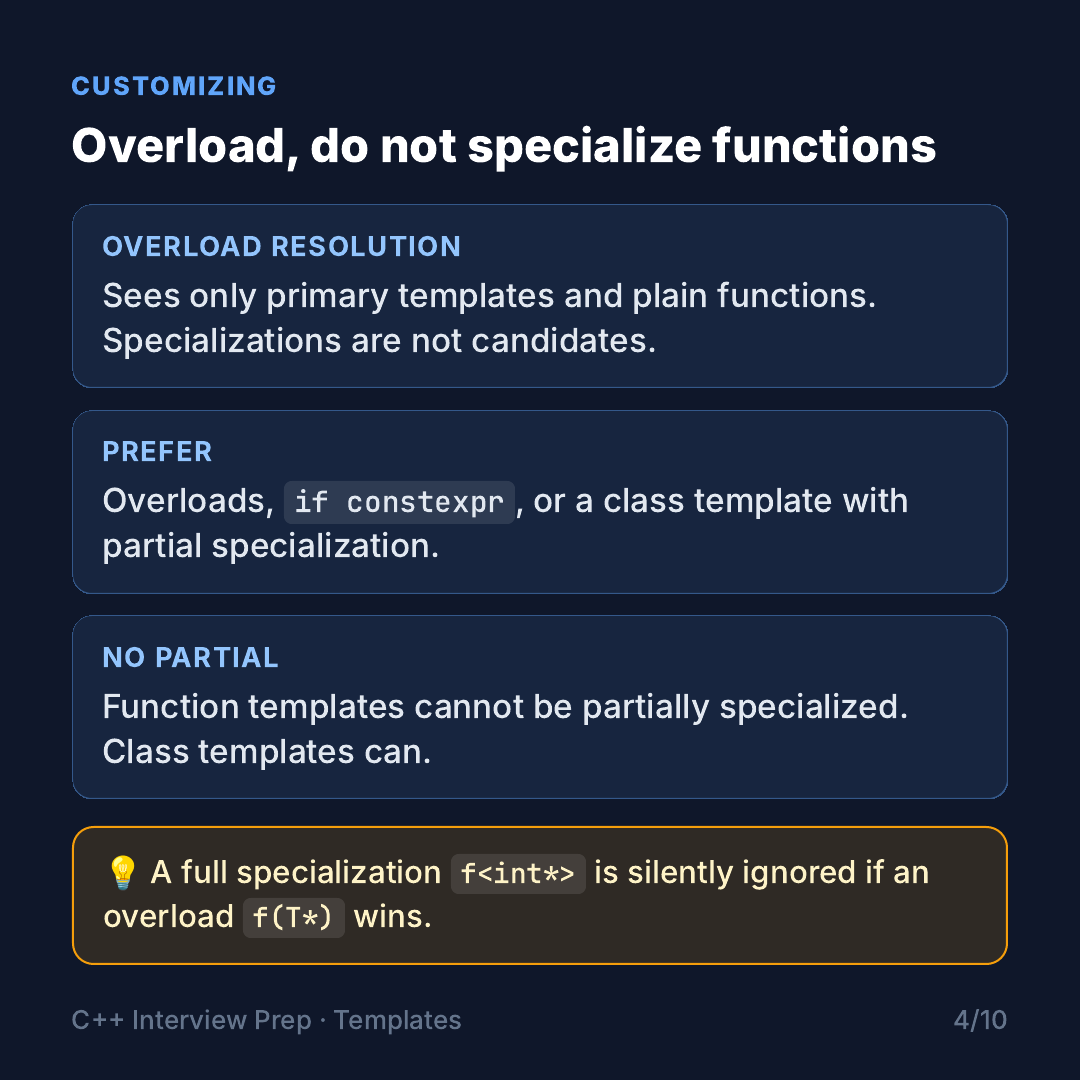 CUSTOMIZING
Overload, do not specialize functions
OVERLOAD RESOLUTION
Sees only primary templates and plain functions.
Specializations are not candidates.
PREFER
Overloads, if constexpr, or a class template with
partial specialization.
NO PARTIAL
Function templates cannot be partially specialized.
Class templates can.
💡 A full specialization f<int*> is silently ignored if an
overload f(T*) wins.
C++ Interview Prep · Templates
4/10